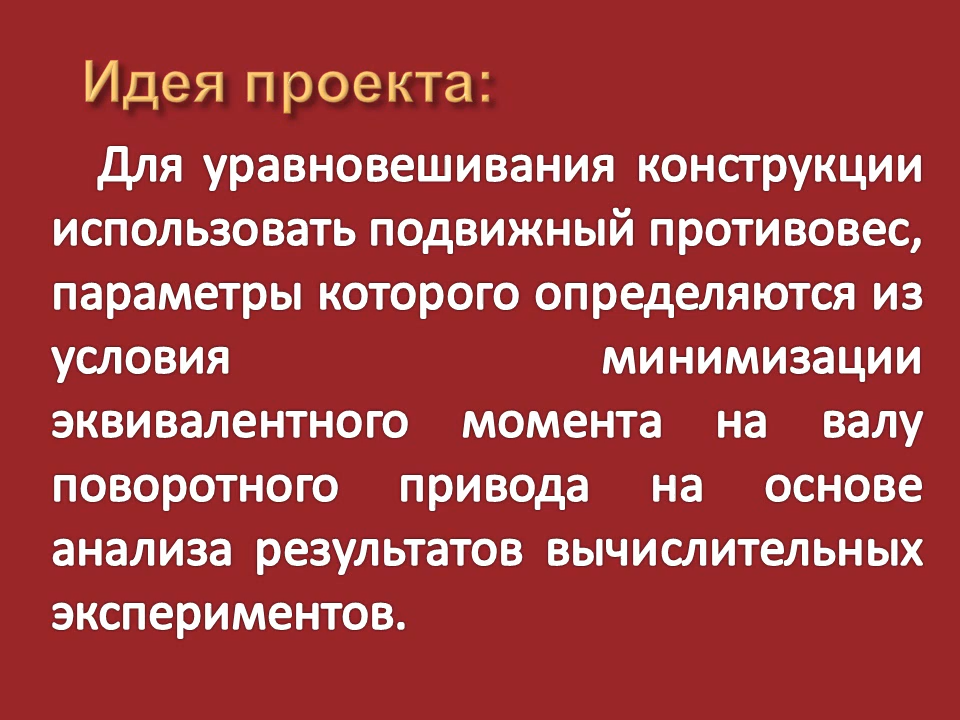 Идея проекта:
Для уравновешивания конструкции
использовать подвижный противовес,
параметры которого определяются из
условия минимизации
эквивалентного момента на валу
поворотного привода на основе
анализа результатов вычислительных
экспериментов.